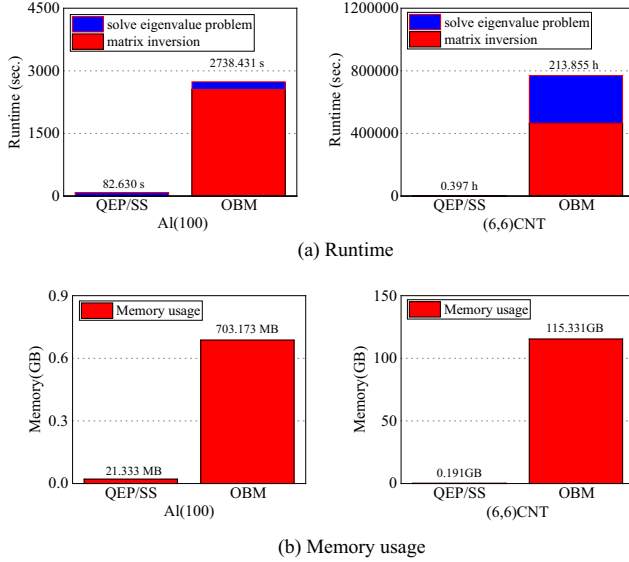 4500
3000
1500
0
Runtime (sec.)
solve eigenvalue problem
matrix inversion
2738.431 s
82.630 s
QEP/SS
OBM
Al(100)
1200000
800000
400000
0
Runtime (sec.)
solve eigenvalue problem
matrix inversion
213.855 h
0.397 h
QEP/SS
OBM
(6,6)CNT
(a) Runtime
0.9
0.6
0.3
0.0
Memory(GB)
Memory usage
703.173 MB
21.333 MB
QEP/SS
OBM
Al(100)
150
100
50
0
Memory(GB)
Memory usage
115.331GB
0.191GB
QEP/SS
OBM
(6,6)CNT
(b) Memory usage